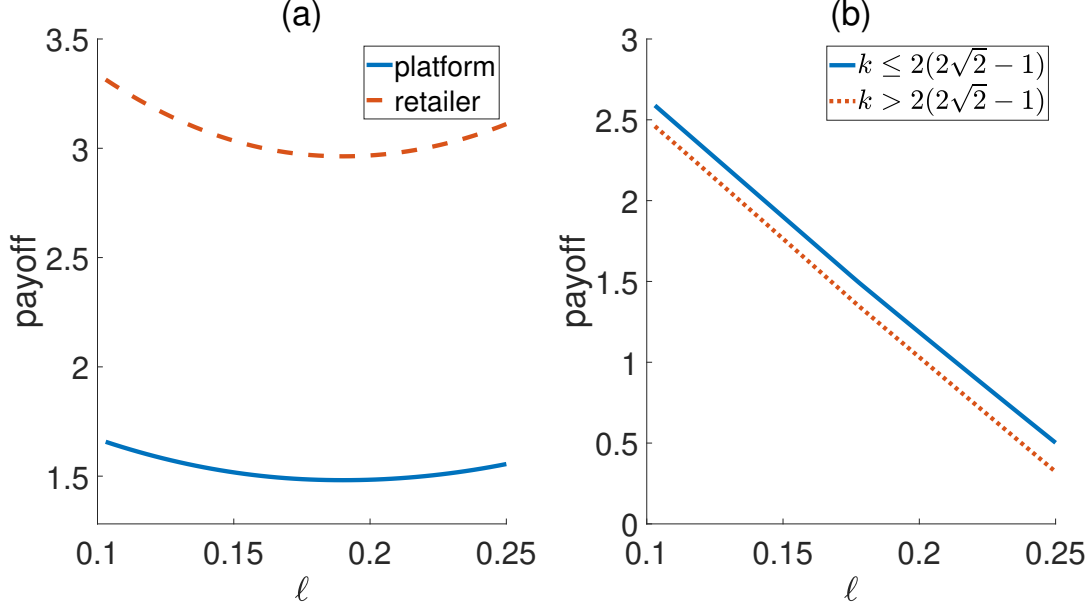 (a)
3.5
3
2.5
2
1.5
payoff
platform
retailer
0.1 0.15 0.2 0.25
ℓ
(b)
3
2.5
2
1.5
1
0.5
0
payoff
k ≤ 2(2√2 − 1)
k > 2(2√2 − 1)
0.1 0.15 0.2 0.25
ℓ